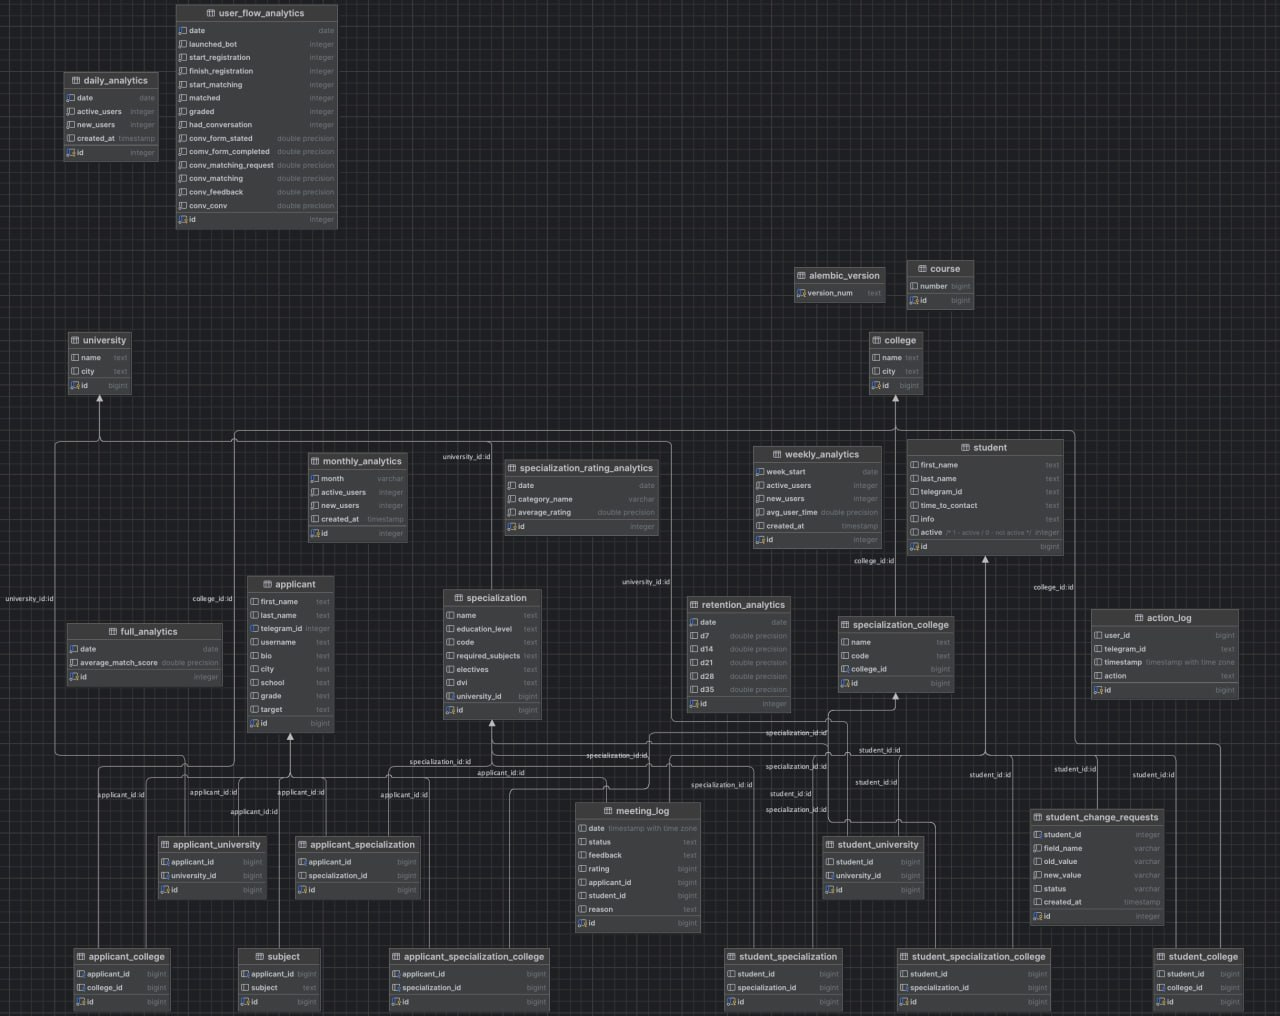 user_flow_analytics
date date
launched_bot integer
start_registration integer
finish_registration integer
start_matching integer
matched integer
graded integer
had_conversation integer
conv_form_stated double precision
comv_form_completed double precision
conv_matching_request double precision
conv_matching double precision
conv_feedback double precision
conv_conv double precision
id integer
daily_analytics
date date
active_users integer
new_users integer
created_at timestamp
id integer
alembic_version
version_num text
course
number bigint
id bigint
university
name text
city text
id bigint
college
name text
city text
id bigint
monthly_analytics
month varchar
active_users integer
new_users integer
created_at timestamp
id integer
university_id:id
specialization_rating_analytics
date date
category_name varchar
average_rating double precision
id integer
weekly_analytics
week_start date
active_users integer
new_users integer
avg_user_time double precision
created_at timestamp
id integer
student
first_name text
last_name text
telegram_id text
time_to_contact text
info text
active /* 1 - active / 0 - not active */ integer
id bigint
college_id:id
university_id:id
college_id:id
university_id:id
college_id:id
full_analytics
date date
average_match_score double precision
id integer
applicant
first_name text
last_name text
telegram_id integer
username text
bio text
city text
school text
grade text
target text
id bigint
specialization
name text
education_level text
code text
required_subjects text
electives text
dvi text
university_id bigint
id bigint
retention_analytics
date date
d7 double precision
d14 double precision
d21 double precision
d28 double precision
d35 double precision
id integer
specialization_college
name text
code text
college_id bigint
id bigint
action_log
user_id bigint
telegram_id text
timestamp timestamp with time zone
action text
id bigint
specialization_id:id
student_id:id
specialization_id:id
specialization_id:id
specialization_id:id
applicant_id:id
student_id:id
student_id:id
student_id:id
student_id:id
specialization_id:id
applicant_id:id
applicant_id:id
applicant_id:id
applicant_id:id
student_id:id
specialization_id:id
applicant_id:id
meeting_log
date timestamp with time zone
status text
feedback text
rating bigint
applicant_id bigint
student_id bigint
reason text
id bigint
student_change_requests
student_id integer
field_name varchar
old_value varchar
new_value varchar
status varchar
created_at timestamp
id integer
applicant_university
applicant_id bigint
university_id bigint
id bigint
applicant_specialization
applicant_id bigint
specialization_id bigint
id bigint
student_university
student_id bigint
university_id bigint
id bigint
applicant_college
applicant_id bigint
college_id bigint
id bigint
subject
applicant_id bigint
subject text
id bigint
applicant_specialization_college
applicant_id bigint
specialization_id bigint
id bigint
student_specialization
student_id bigint
specialization_id bigint
id bigint
student_specialization_college
student_id bigint
specialization_id bigint
id bigint
student_college
student_id bigint
college_id bigint
id bigint